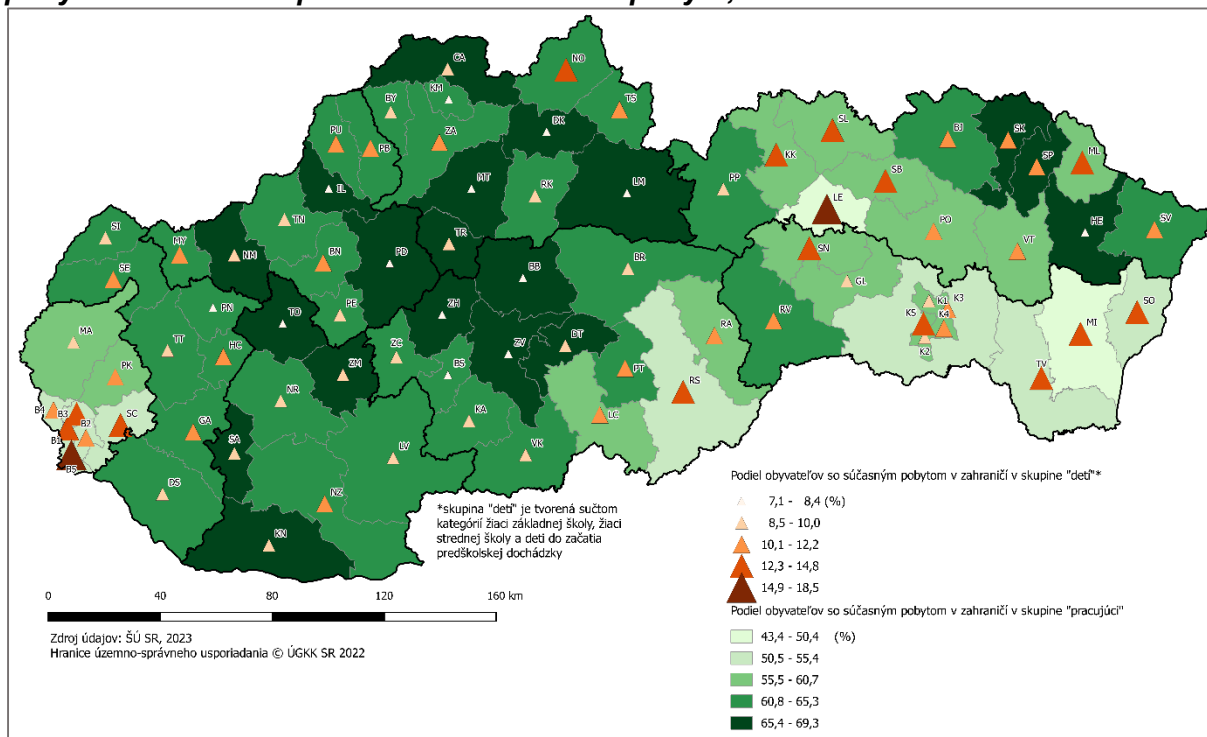 CA
NO
KM
BY
TS
PU
PB
ZA
DK
SL
BJ
SK
SP
ML
KK
SB
IL
MT
RK
LM
PP
LE
HE
SV
TN
SI
MY
NM
BN
PD
TR
BB
BR
SN
PO
VT
GL
SE
PE
ZH
PN
TO
ZV
DT
RV
K1
K3
K5
K4
K2
SO
MI
MA
TT
HC
ZM
ZC
BS
RA
PT
RS
TV
PK
NR
KA
LC
B4
B3
B2
SC
B1
B5
GA
SA
LV
VK
DS
NZ
KN
*skupina "detí" je tvorená sučtom
kategórií žiaci základnej školy, žiaci
strednej školy a deti do začatia
predškolskej dochádzky
Podiel obyvateľov so súčasným pobytom v zahraničí v skupine "detí"*
7,1 - 8,4 (%)
8,5 - 10,0
10,1 - 12,2
12,3 - 14,8
14,9 - 18,5
Podiel obyvateľov so súčasným pobytom v zahraničí v skupine "pracujúci"
43,4 - 50,4 (%)
50,5 - 55,4
55,5 - 60,7
60,8 - 65,3
65,4 - 69,3
0 40 80 120 160 km
Zdroj údajov: ŠÚ SR, 2023
Hranice územno-správneho usporiadania © ÚGKK SR 2022